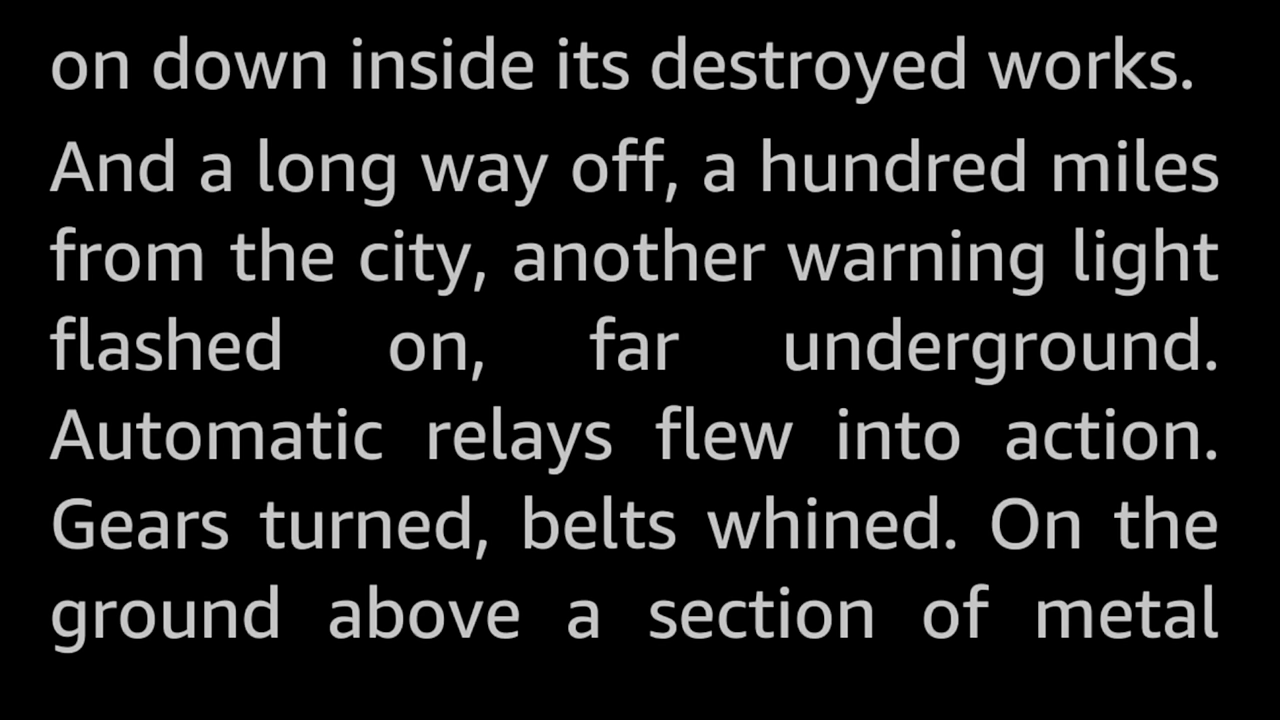 on down inside its destroyed works.
And a long way off, a hundred miles
from the city, another warning light
flashed on, far underground.
Automatic relays flew into action.
Gears turned, belts whined. On the
ground above a section of metal